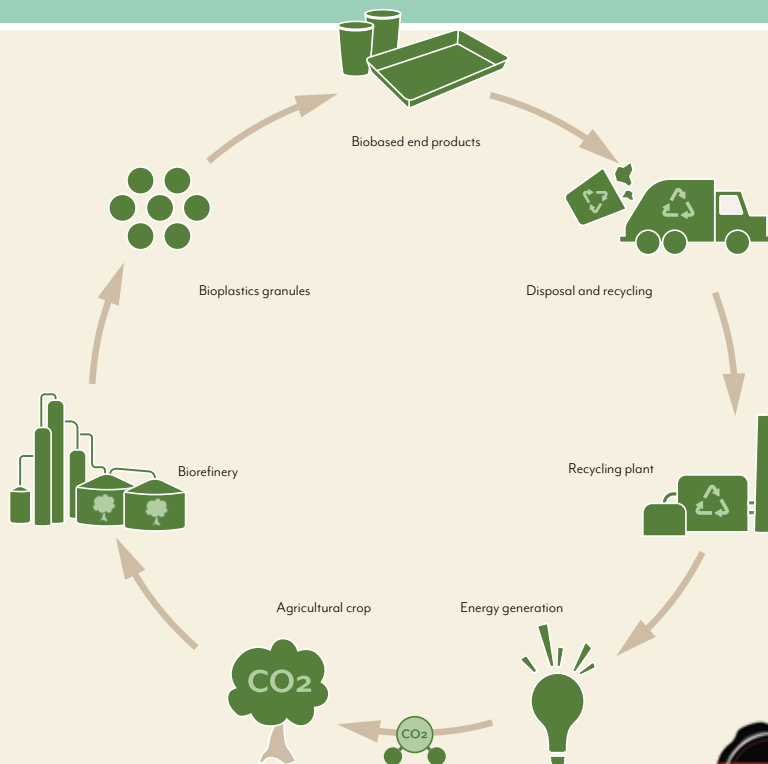 Biobased end products
Bioplastics granules
Disposal and recycling
Biorefinery
Recycling plant
Agricultural crop
Energy generation
CO2
CO2